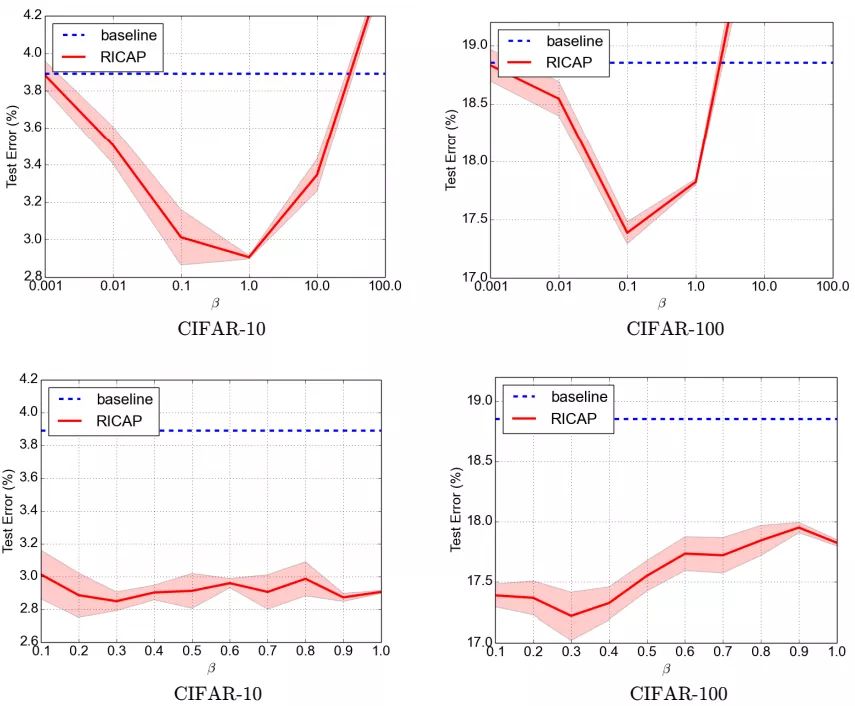 4.2
4.0
3.8
3.6
3.4
3.2
3.0
2.8
Test Error (%)
baseline
RICAP
0.001 0.01 0.1 1.0 10.0 100.0
β
CIFAR-10
19.0
18.5
18.0
17.5
17.0
Test Error (%)
baseline
RICAP
0.001 0.01 0.1 1.0 10.0 100.0
β
CIFAR-100
4.2
4.0
3.8
3.6
3.4
3.2
3.0
2.8
2.6
Test Error (%)
baseline
RICAP
0.1 0.2 0.3 0.4 0.5 0.6 0.7 0.8 0.9 1.0
β
CIFAR-10
19.0
18.5
18.0
17.5
17.0
Test Error (%)
baseline
RICAP
0.1 0.2 0.3 0.4 0.5 0.6 0.7 0.8 0.9 1.0
β
CIFAR-100